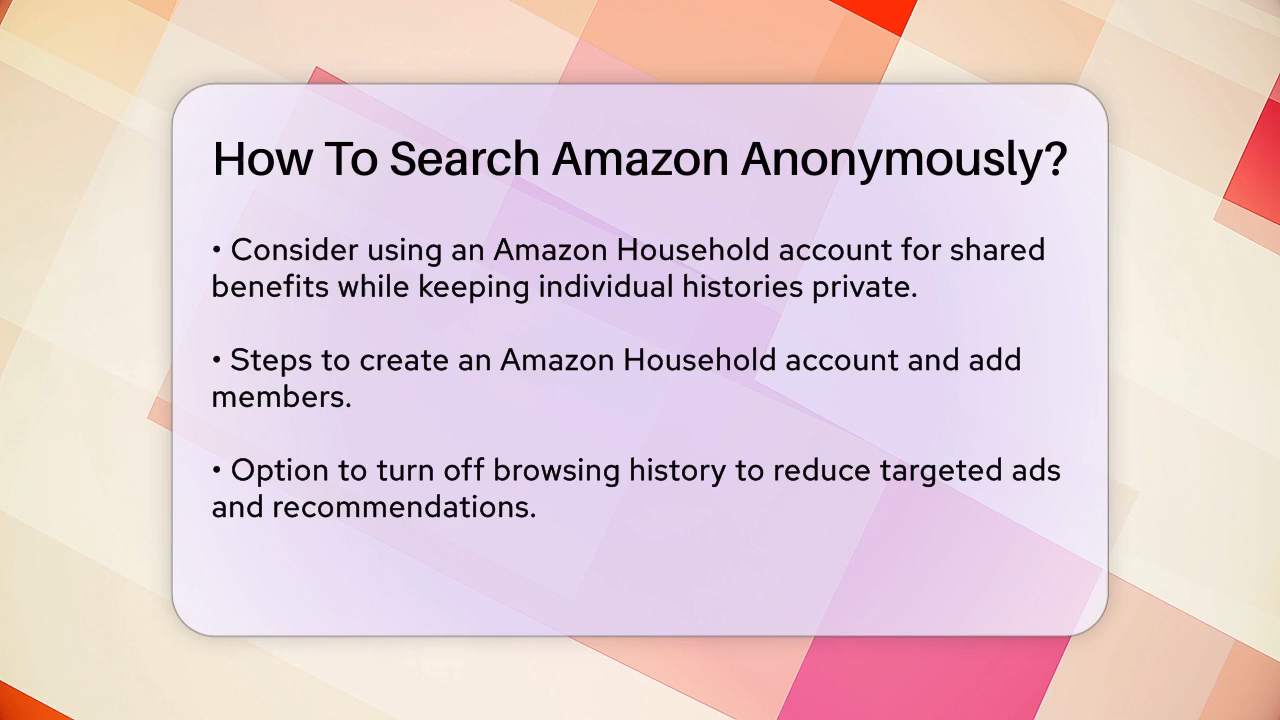 How To Search Amazon Anonymously?
• Consider using an Amazon Household account for shared
benefits while keeping individual histories private.
• Steps to create an Amazon Household account and add
members.
• Option to turn off browsing history to reduce targeted ads
and recommendations.